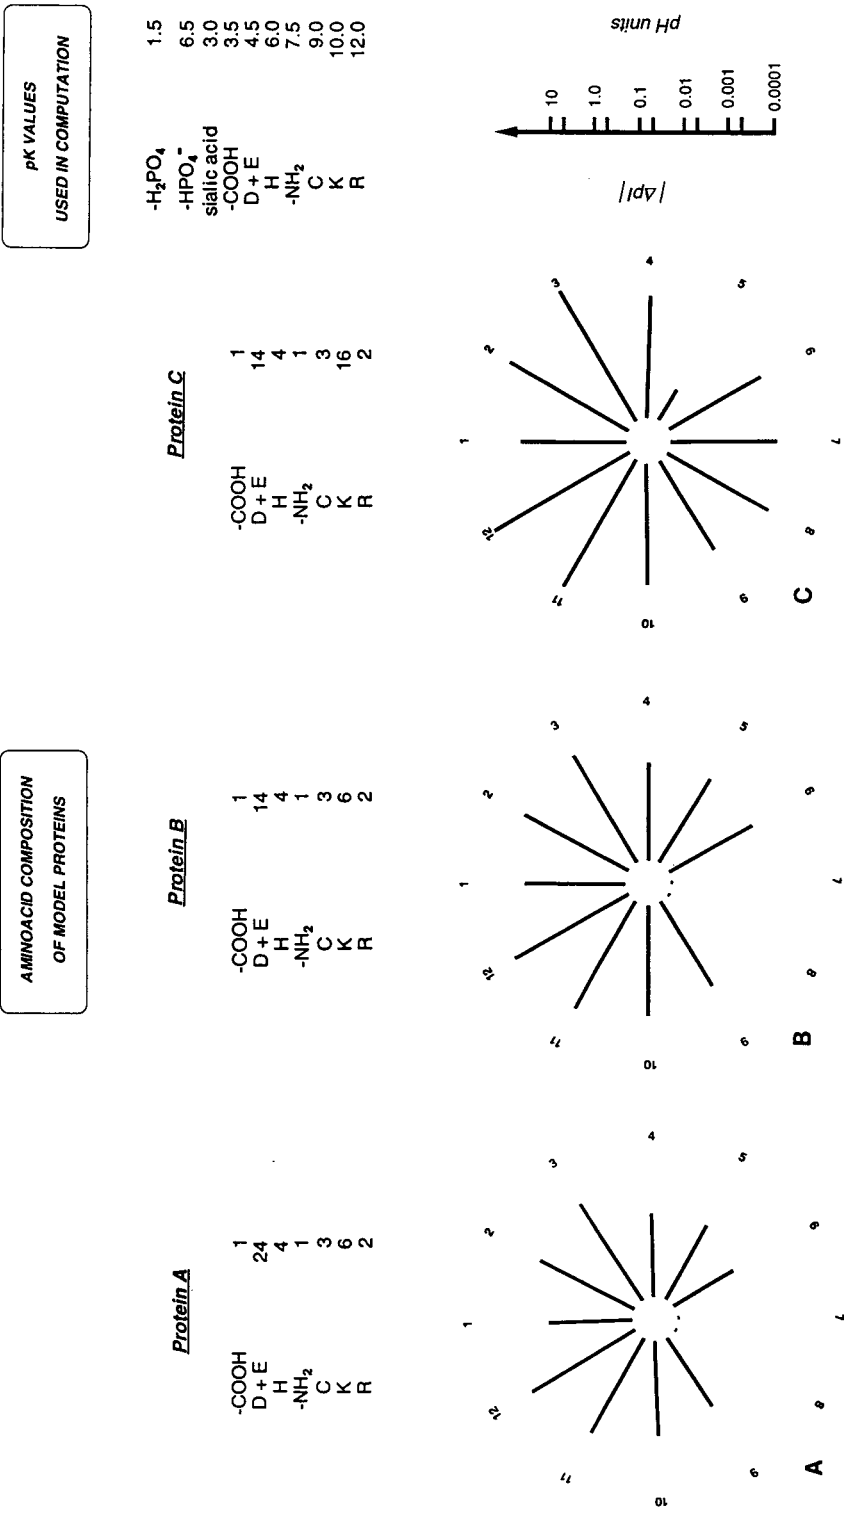 AMINOACID COMPOSITION
OF MODEL PROTEINS
pK VALUES
USED IN COMPUTATION
Protein A
-COOH 1
D + E 24
H 4
-NH₂ 1
C 3
K 6
R 2
Protein B
-COOH 1
D + E 14
H 4
-NH₂ 1
C 3
K 6
R 2
Protein C
-COOH 1
D + E 14
H 4
-NH₂ 1
C 3
K 16
R 2
-H₂PO₄ 1.5
-HPO₄⁻ 6.5
sialic acid 3.0
-COOH 3.5
D + E 4.5
H 6.0
-NH₂ 7.5
C 9.0
K 10.0
R 12.0
1
2
3
4
5
6
7
8
9
10
11
12
A
1
2
3
4
5
6
7
8
9
10
11
12
B
1
2
3
4
5
6
7
8
9
10
11
12
C
|ΔpI|
10
1.0
0.1
0.01
0.001
0.0001
pH units